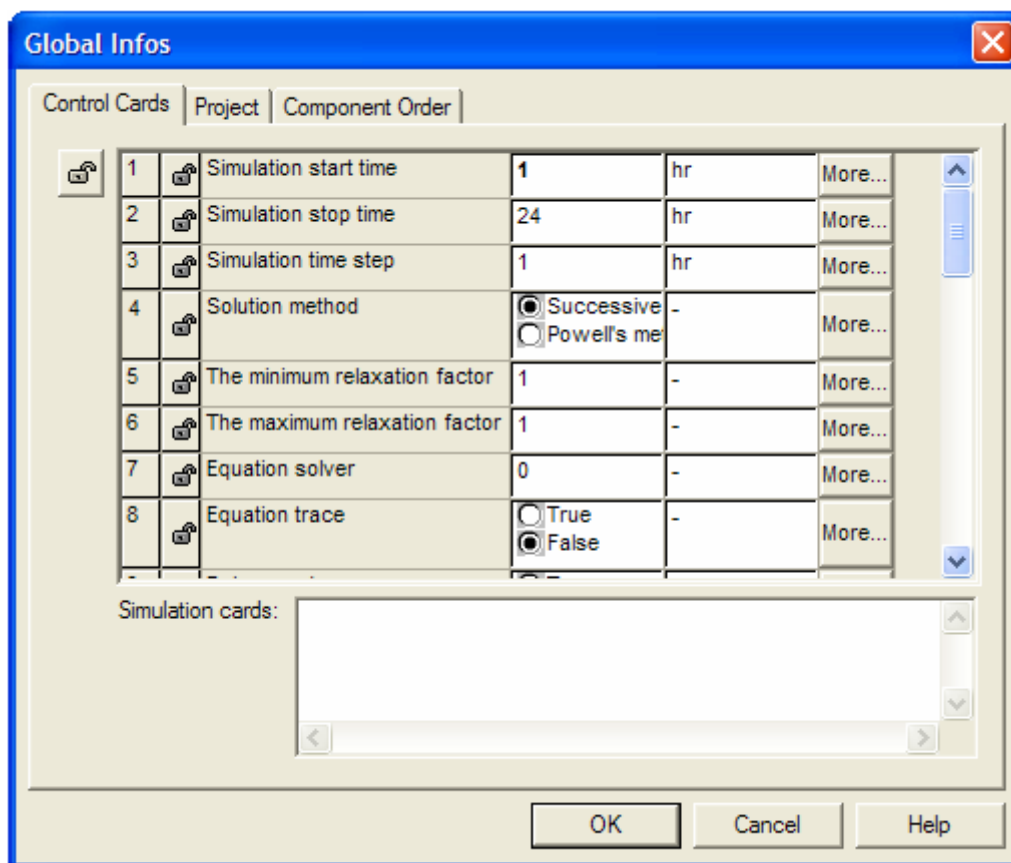 Global Infos
Control Cards Project Component Order
1 Simulation start time 1 hr More...
2 Simulation stop time 24 hr More...
3 Simulation time step 1 hr More...
4 Solution method Successive - More...
Powell's me
5 The minimum relaxation factor 1 - More...
6 The maximum relaxation factor 1 - More...
7 Equation solver 0 - More...
8 Equation trace True - More...
False
Simulation cards:
OK Cancel Help